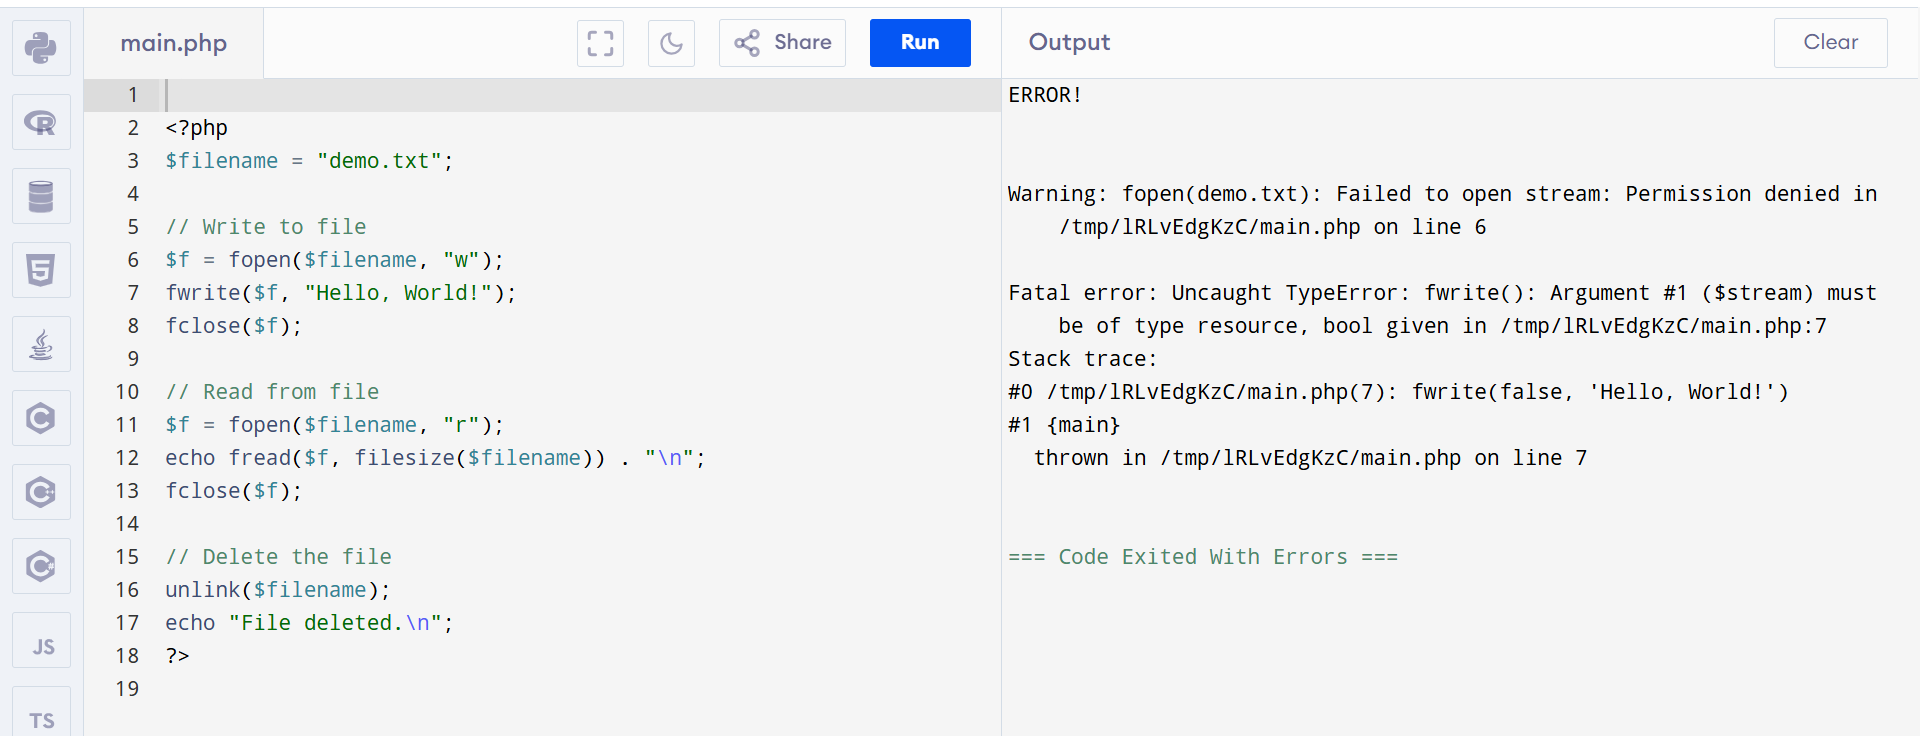 main.php
Share
Run
Output
Clear
1
2 <?php
3 $filename = "demo.txt";
4
5 // Write to file
6 $f = fopen($filename, "w");
7 fwrite($f, "Hello, World!");
8 fclose($f);
9
10 // Read from file
11 $f = fopen($filename, "r");
12 echo fread($f, filesize($filename)) . "\n";
13 fclose($f);
14
15 // Delete the file
16 unlink($filename);
17 echo "File deleted.\n";
18 ?>
19
ERROR!
Warning: fopen(demo.txt): Failed to open stream: Permission denied in
/tmp/lRLvEdgKzC/main.php on line 6
Fatal error: Uncaught TypeError: fwrite(): Argument #1 ($stream) must
be of type resource, bool given in /tmp/lRLvEdgKzC/main.php:7
Stack trace:
#0 /tmp/lRLvEdgKzC/main.php(7): fwrite(false, 'Hello, World!')
#1 {main}
thrown in /tmp/lRLvEdgKzC/main.php on line 7
=== Code Exited With Errors ===
R
5
C
C++
C#
JS
TS